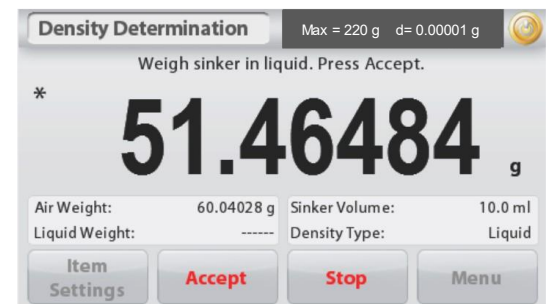 Density Determination Max = 220 g d= 0.00001 g
Weigh sinker in liquid. Press Accept.
*
51.46484 g
Air Weight: 60.04028 g Sinker Volume: 10.0 ml
Liquid Weight: ------ Density Type: Liquid
Item Settings Accept Stop Menu